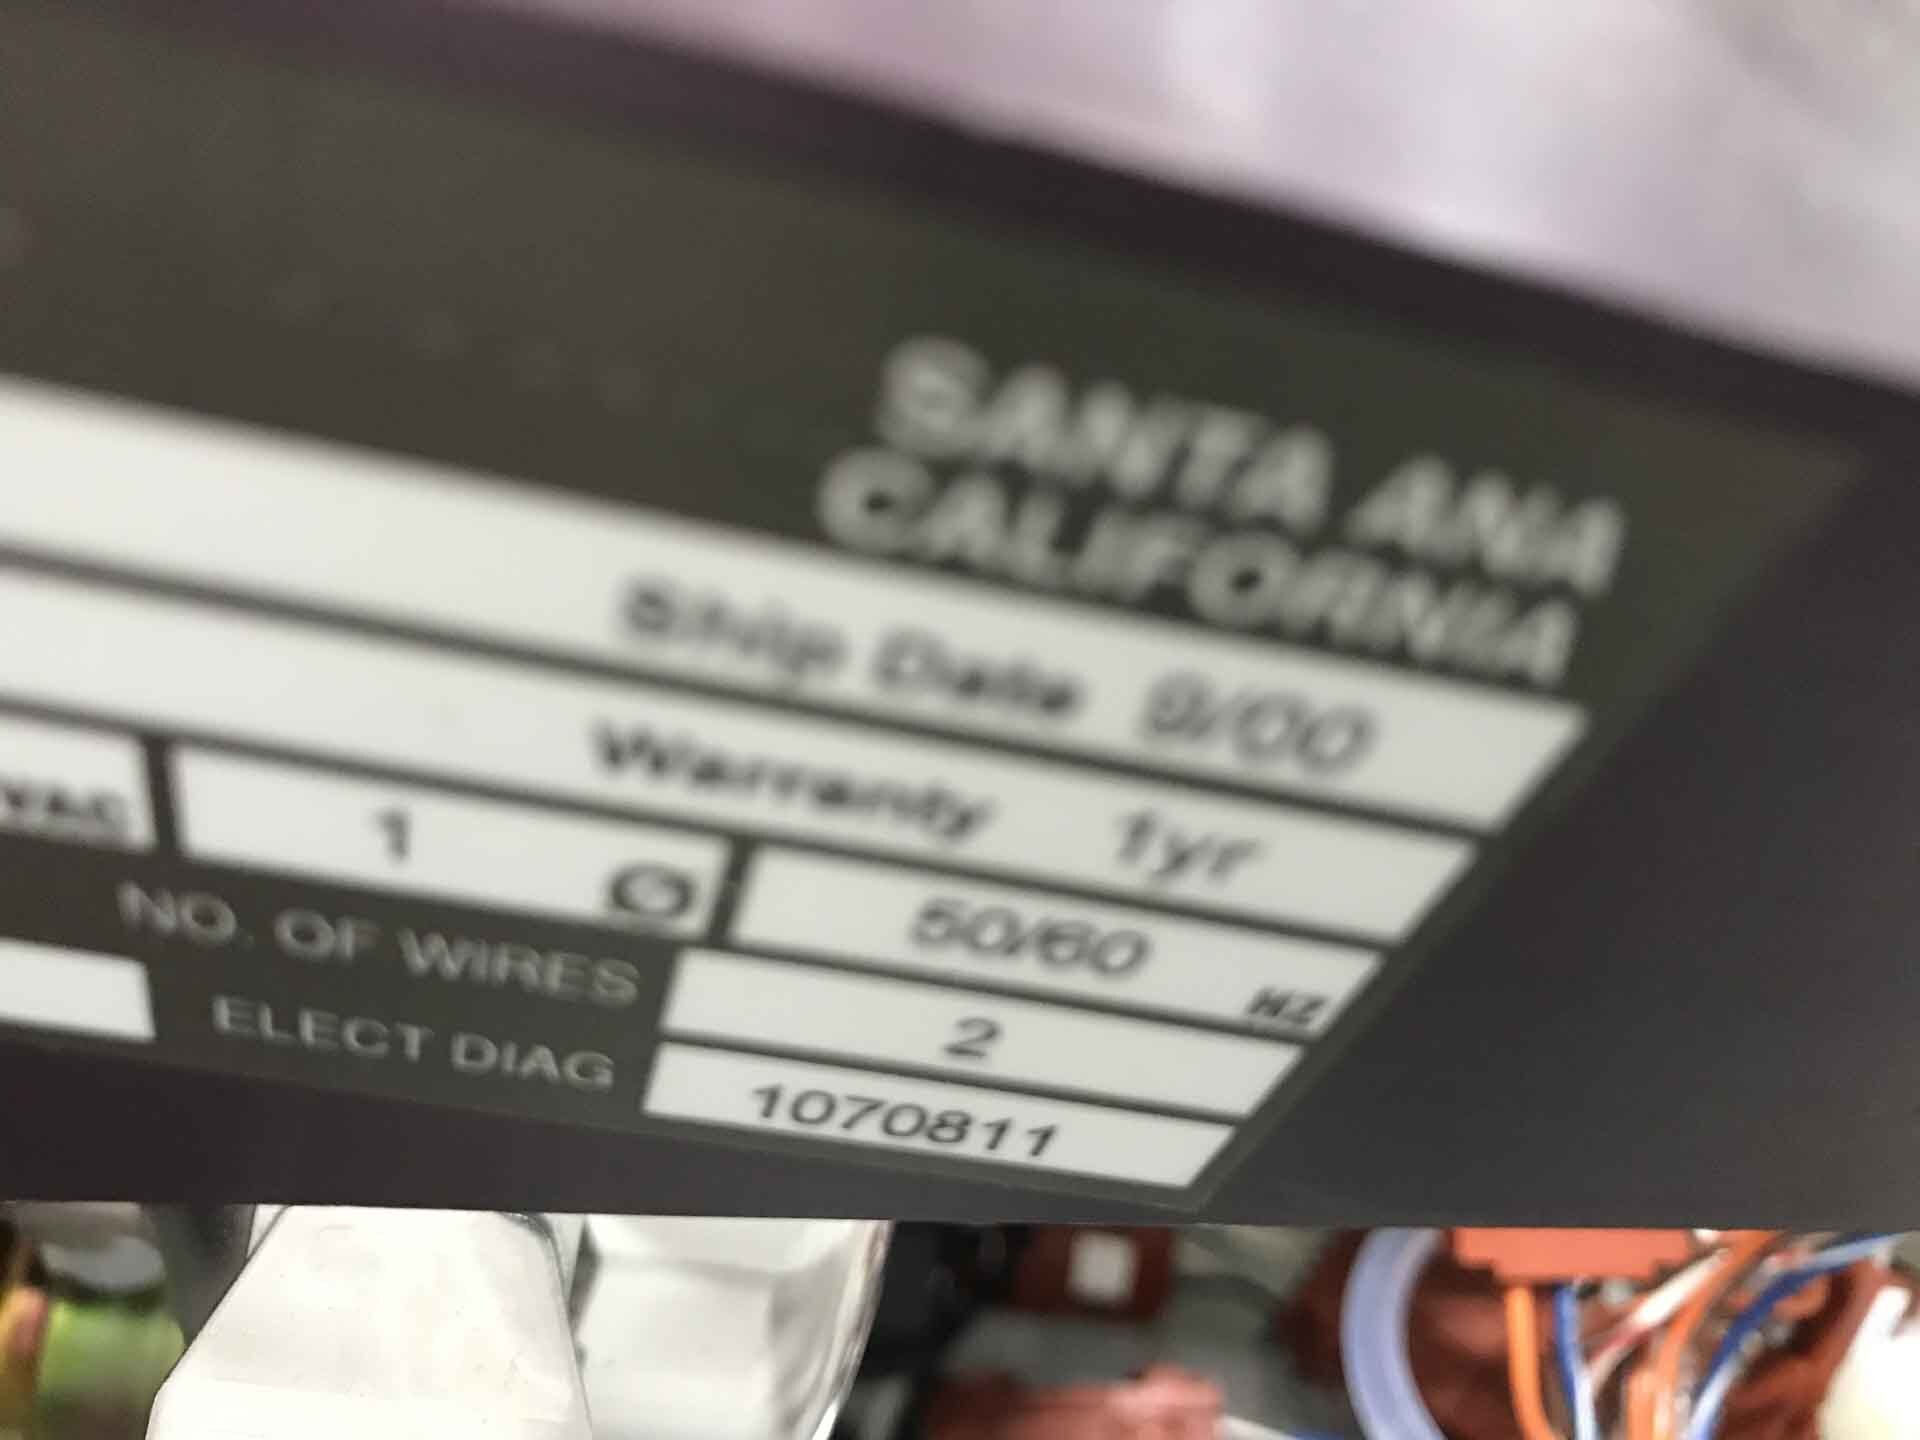 SANTA ANA
CALIFORNIA
Ship Date 9/00
Warranty 1yr
VAC 1 Ø 50/60 HZ
NO. OF WIRES 2
ELECT DIAG 1070811